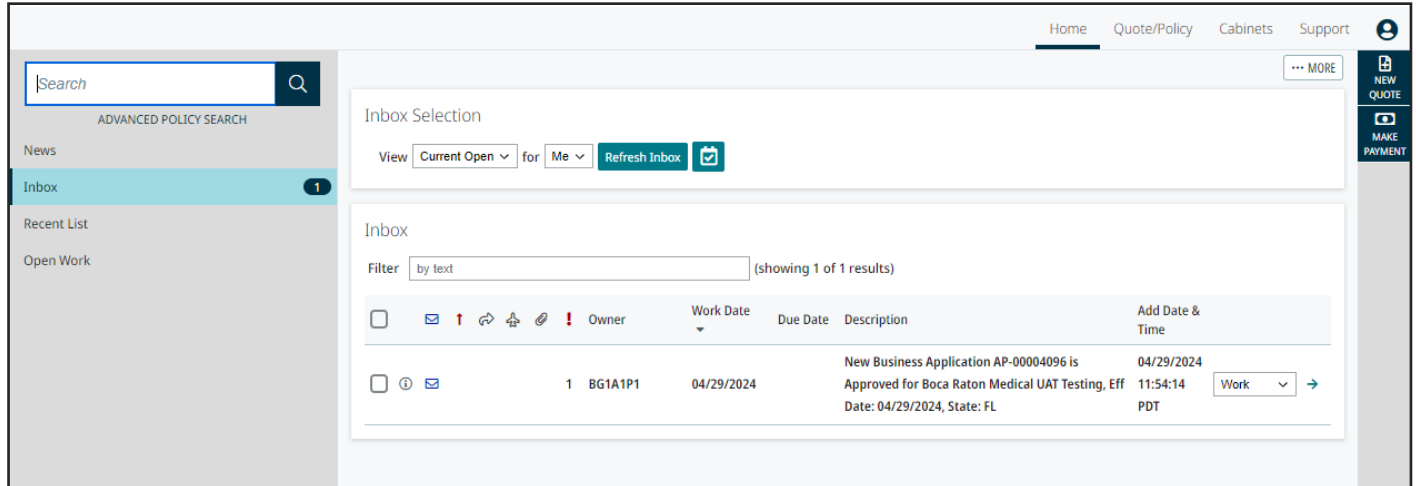 Home Quote/Policy Cabinets Support
Search
ADVANCED POLICY SEARCH
News
Inbox 1
Recent List
Open Work
··· MORE
NEW
QUOTE
MAKE
PAYMENT
Inbox Selection
View Current Open for Me Refresh Inbox
Inbox
Filter by text (showing 1 of 1 results)
Owner Work Date Due Date Description Add Date &
Time
1 BG1A1P1 04/29/2024 New Business Application AP-00004096 is 04/29/2024
Approved for Boca Raton Medical UAT Testing, Eff 11:54:14 Work
Date: 04/29/2024, State: FL PDT